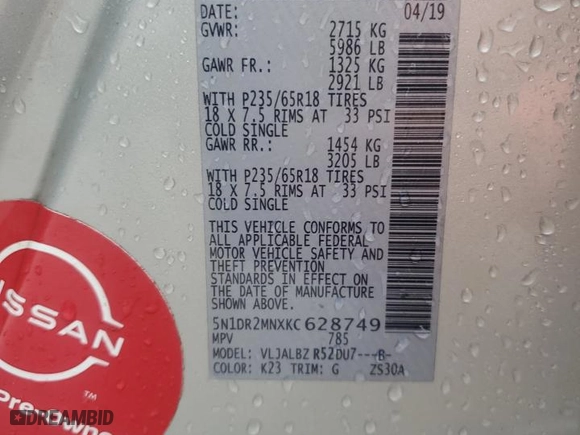 DATE: 04/19
GVWR: 2715 KG
5986 LB
GAWR FR.: 1325 KG
2921 LB
WITH P235/65R18 TIRES
18 X 7.5 RIMS AT 33 PSI
COLD SINGLE
GAWR RR.: 1454 KG
3205 LB
WITH P235/65R18 TIRES
18 X 7.5 RIMS AT 33 PSI
COLD SINGLE
THIS VEHICLE CONFORMS TO
ALL APPLICABLE FEDERAL
MOTOR VEHICLE SAFETY AND
THEFT PREVENTION
STANDARDS IN EFFECT ON
THE DATE OF MANUFACTURE
SHOWN ABOVE.
5N1DR2MNXKC628749
MPV 785
MODEL: VLJALBZ R52DU7---B-
COLOR: K23 TRIM: G ZS30A
NISSAN
TM
Pre-Owne
DREAMBID